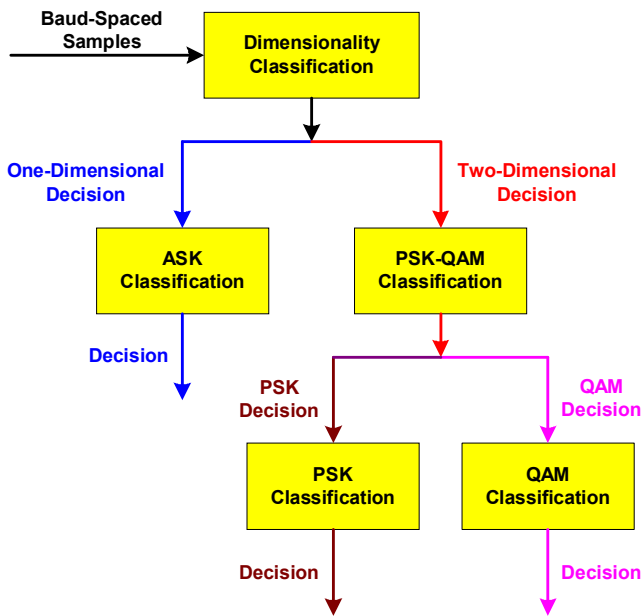 Baud-Spaced
Samples
Dimensionality
Classification
One-Dimensional
Decision
Two-Dimensional
Decision
ASK
Classification
PSK-QAM
Classification
Decision
PSK
Decision
QAM
Decision
PSK
Classification
QAM
Classification
Decision
Decision